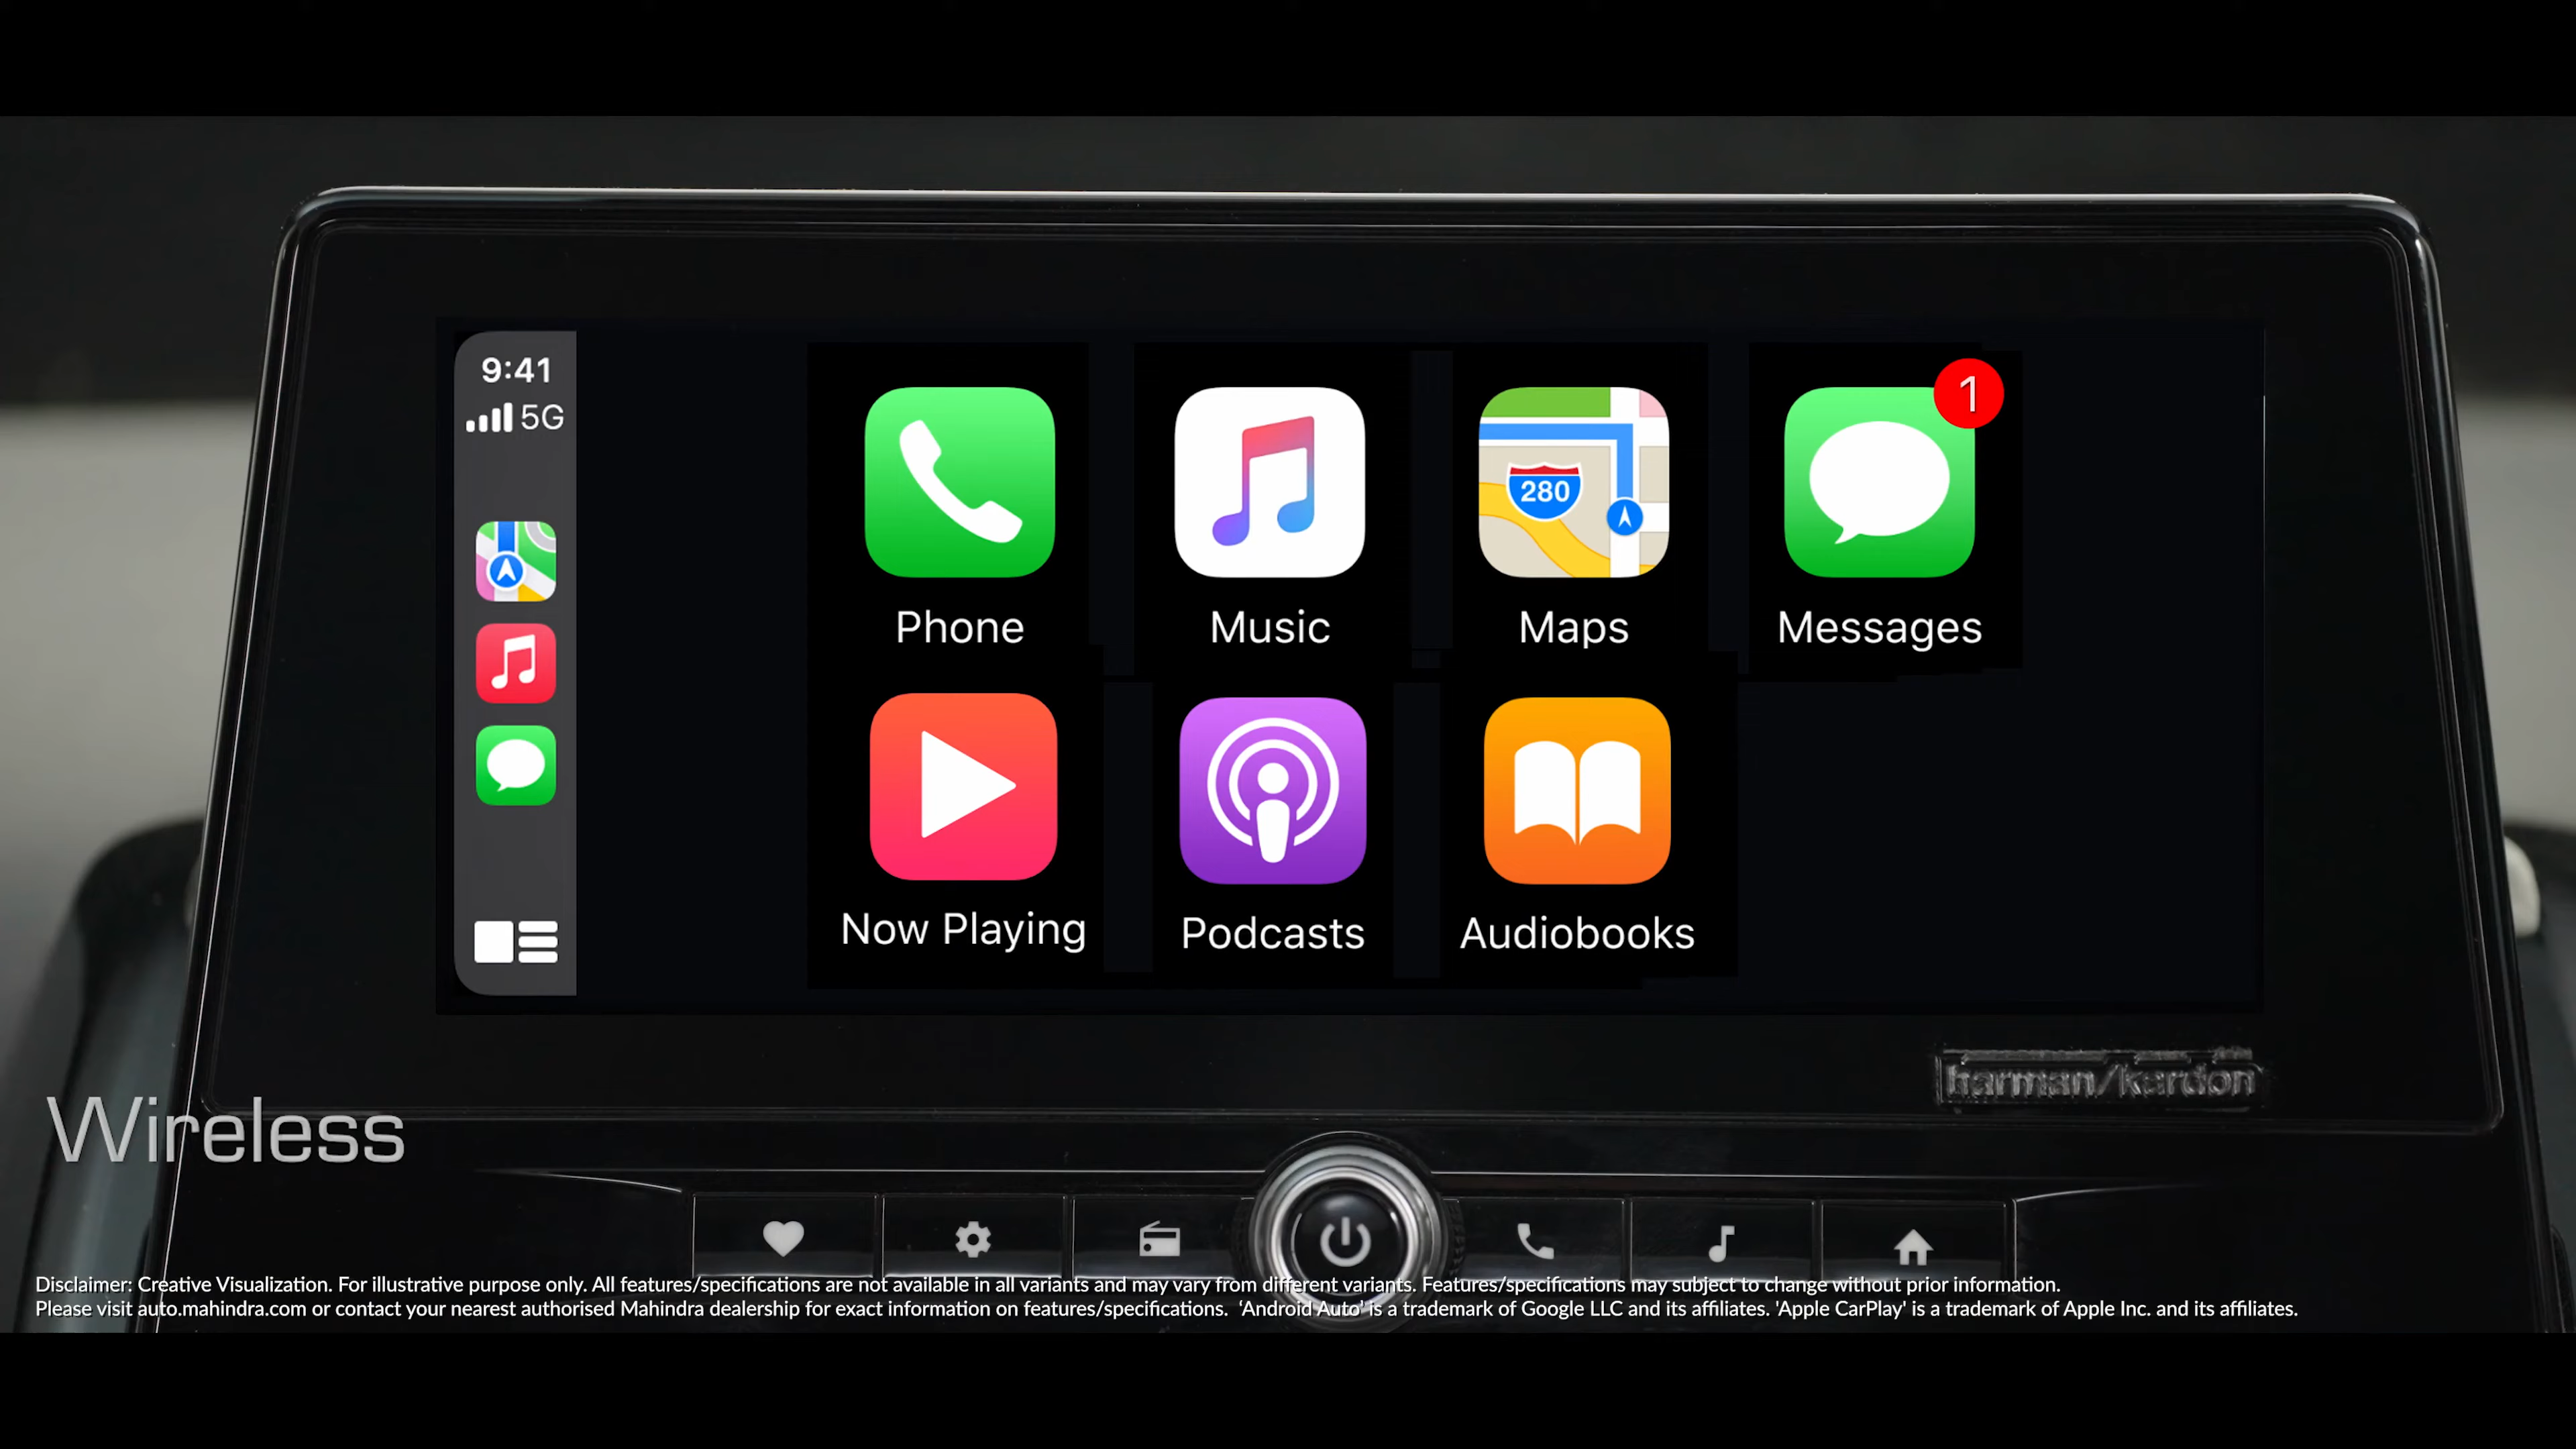 9:41
5G
280
1
Phone
Music
Maps
Messages
Now Playing
Podcasts
Audiobooks
harman/kardon
Wireless
Disclaimer: Creative Visualization. For illustrative purpose only. All features/specifications are not available in all variants and may vary from different variants. Features/specifications may subject to change without prior information.
Please visit auto.mahindra.com or contact your nearest authorised Mahindra dealership for exact information on features/specifications. ‘Android Auto' is a trademark of Google LLC and its affiliates. 'Apple CarPlay' is a trademark of Apple Inc. and its affiliates.